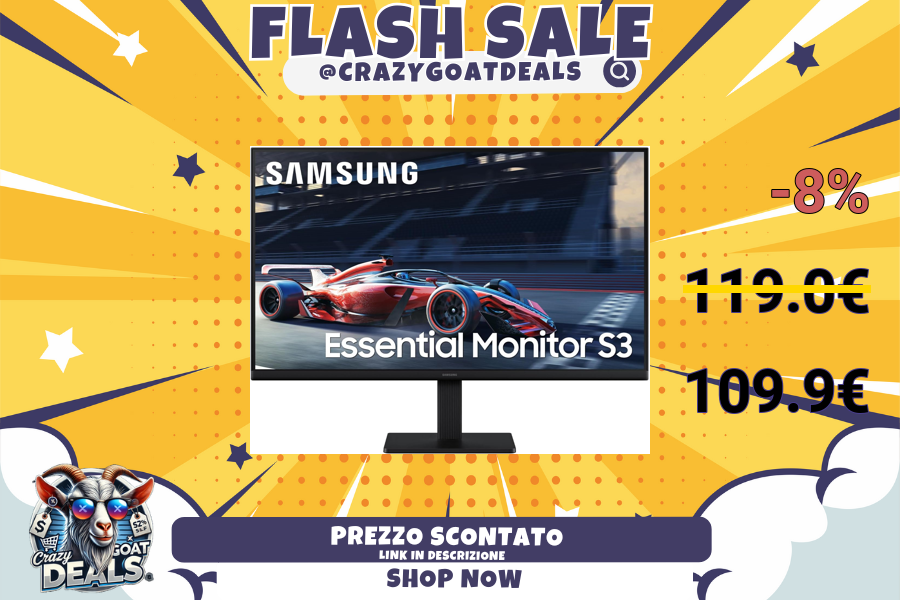 FLASH SALE
@CRAZYGOATDEALS
SAMSUNG
-8%
119.0€
Essential Monitor S3
109.9€
PREZZO SCONTATO
LINK IN DESCRIZIONE
SHOP NOW
$
52%
Crazy GOAT
DEALS